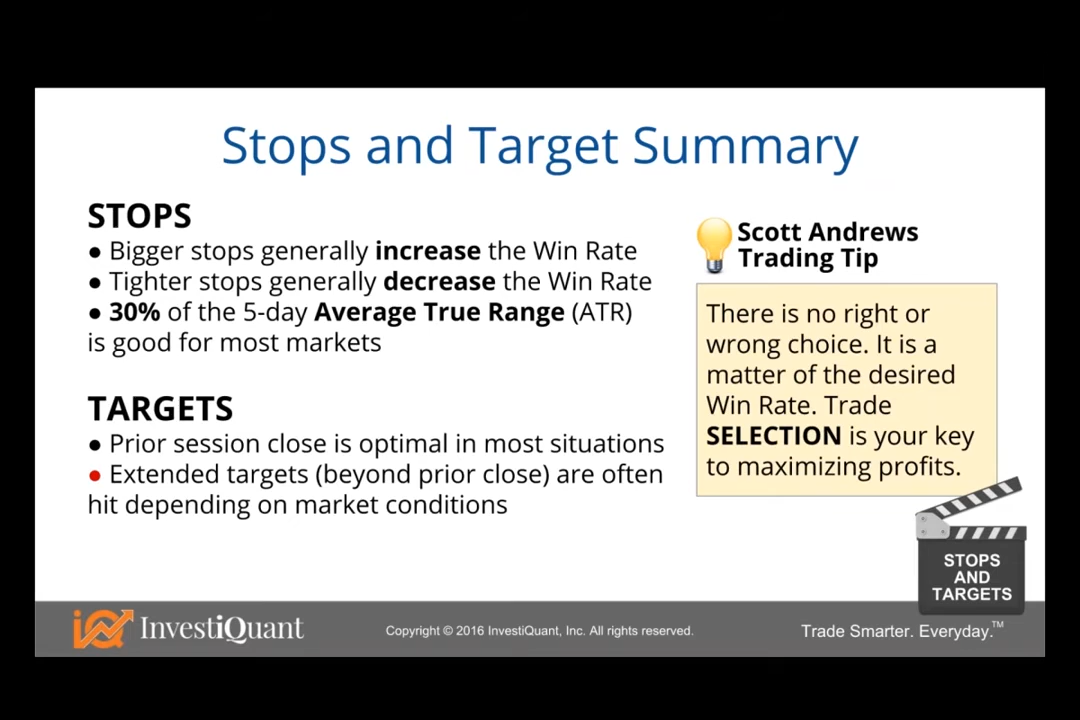 Stops and Target Summary
STOPS
● Bigger stops generally increase the Win Rate
● Tighter stops generally decrease the Win Rate
● 30% of the 5-day Average True Range (ATR)
is good for most markets
TARGETS
● Prior session close is optimal in most situations
● Extended targets (beyond prior close) are often
hit depending on market conditions
Scott Andrews
Trading Tip
There is no right or
wrong choice. It is a
matter of the desired
Win Rate. Trade
SELECTION is your key
to maximizing profits.
STOPS
AND
TARGETS
iQ InvestiQuant
Copyright © 2016 InvestiQuant, Inc. All rights reserved.
Trade Smarter. Everyday.™